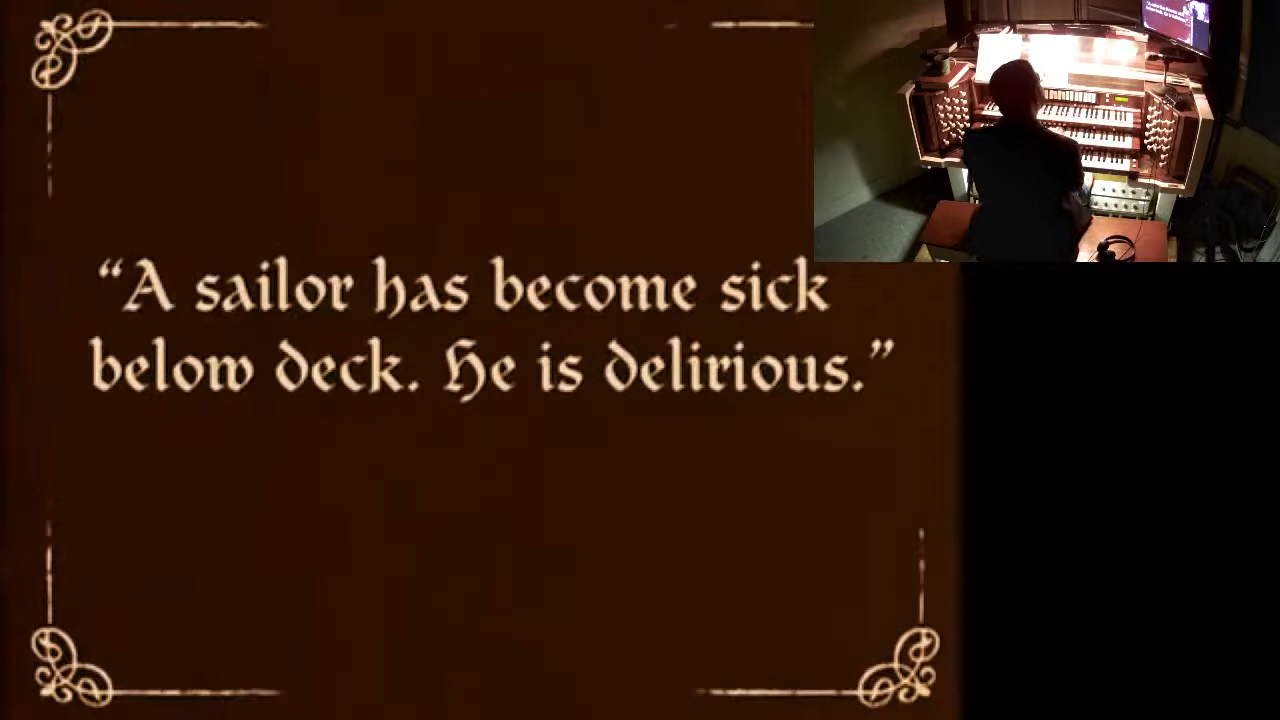 “A sailor has become sick
below deck. He is delirious.”